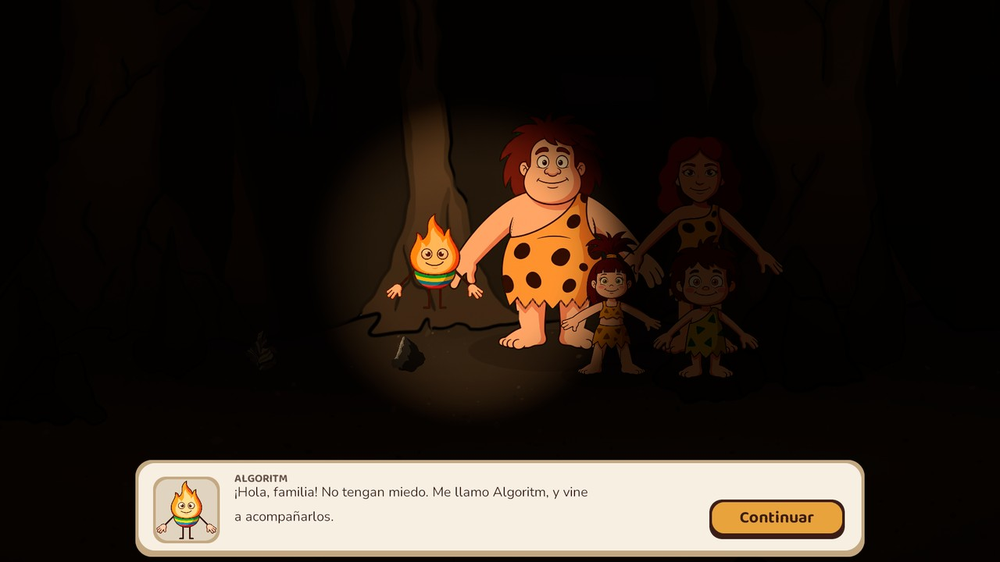 ALGORITM
¡Hola, familia! No tengan miedo. Me llamo Algoritm, y vine
a acompañarlos.
Continuar